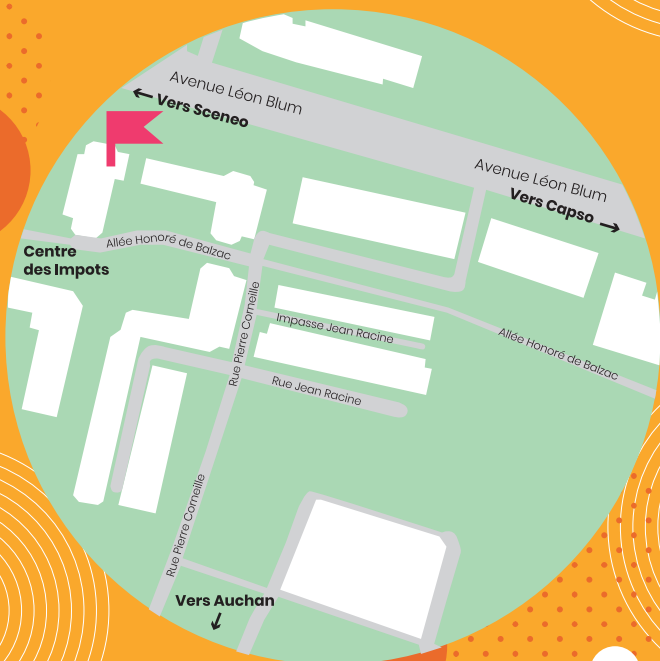 Avenue Léon Blum
← Vers Sceneo
Avenue Léon Blum
Vers Capso →
Allée Honoré de Balzac
Centre
des Impots
Rue Pierre Corneille
Impasse Jean Racine
Allée Honoré de Balzac
Rue Jean Racine
Rue Pierre Corneille
Vers Auchan
↓